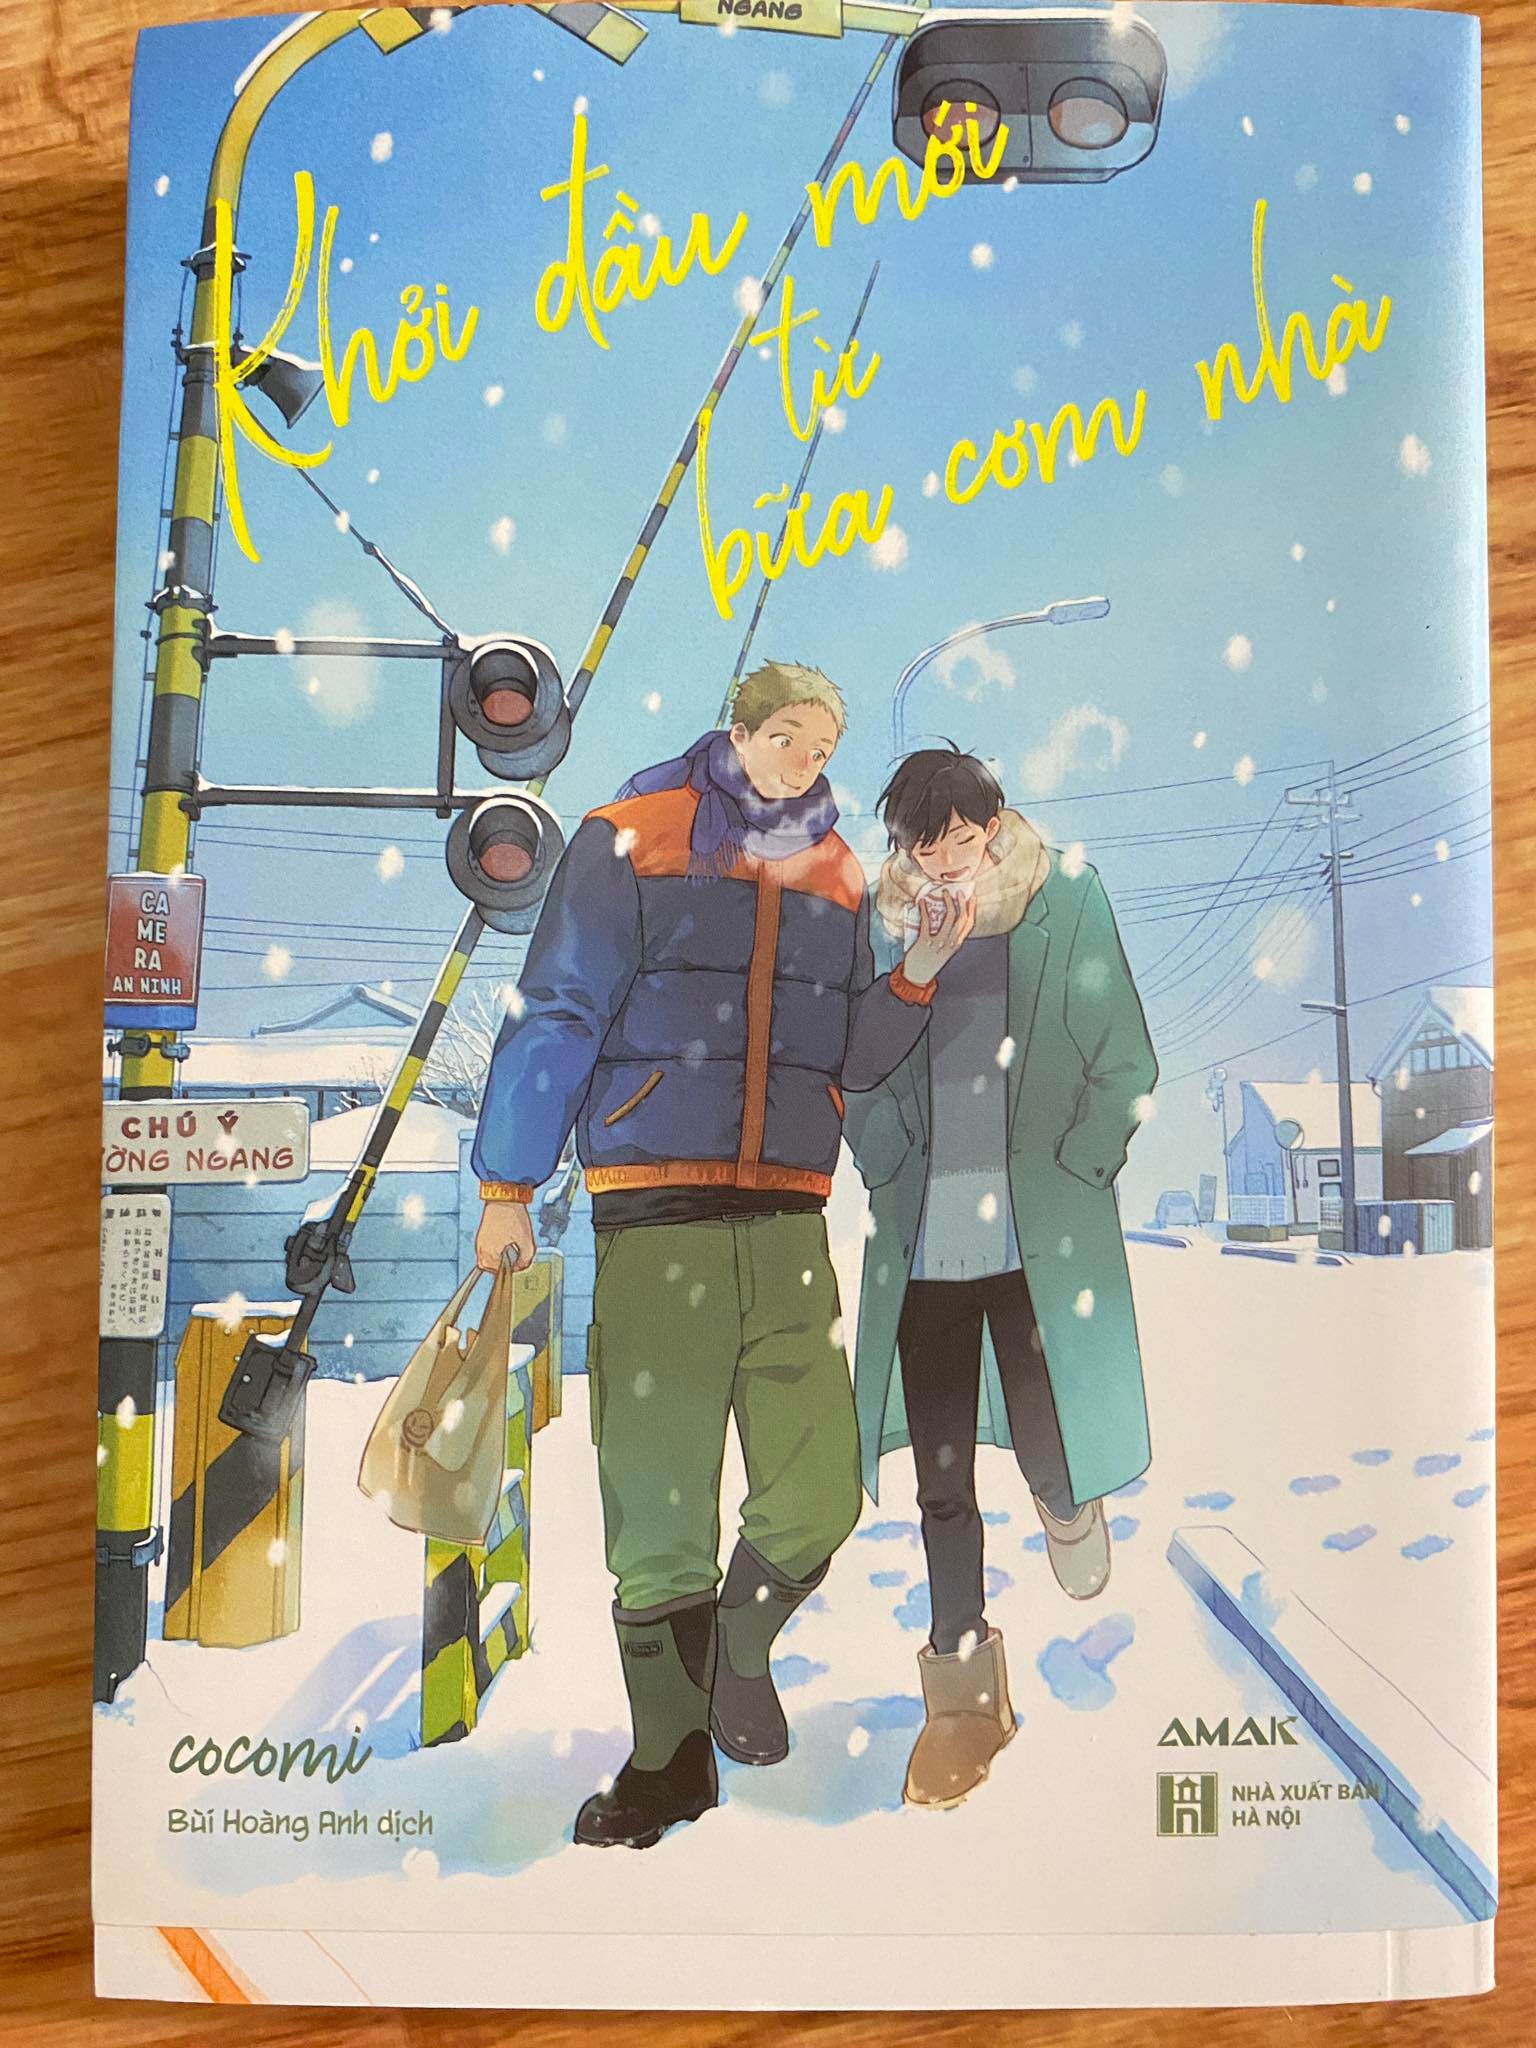 NGANG
Khởi đầu mới
từ
bữa cơm nhà
CA
ME
RA
AN NINH
CHÚ Ý
ỜNG NGANG
cocomi
Bùi Hoàng Anh dịch
AMAK
NHÀ XUẤT BẢN
HÀ NỘI